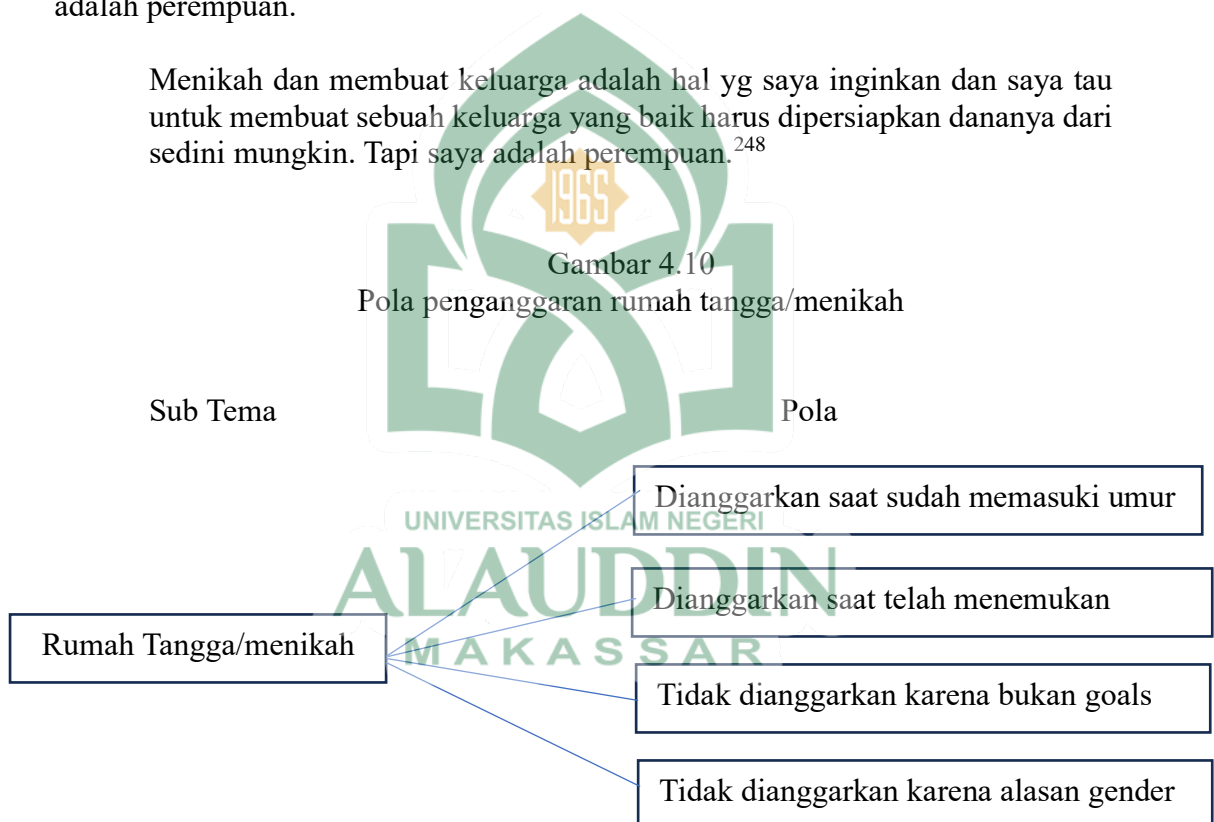 adalah perempuan.
Menikah dan membuat keluarga adalah hal yg saya inginkan dan saya tau
untuk membuat sebuah keluarga yang baik harus dipersiapkan dananya dari
sedini mungkin. Tapi saya adalah perempuan.248
1965
Gambar 4.10
Pola penganggaran rumah tangga/menikah
Sub Tema Pola
Dianggarkan saat sudah memasuki umur
UNIVERSITAS ISLAM NEGERI
ALAUDDIN
Dianggarkan saat telah menemukan
Rumah Tangga/menikah
MAKASSAR
Tidak dianggarkan karena bukan goals
Tidak dianggarkan karena alasan gender